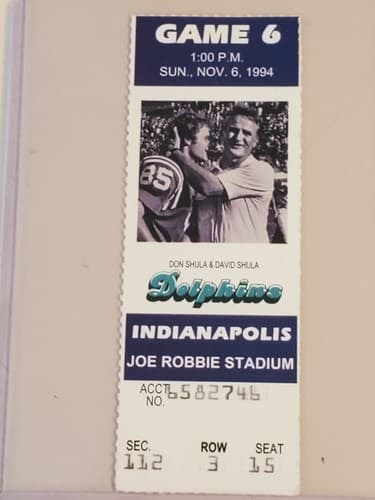 GAME 6
1:00 P.M.
SUN., NOV. 6, 1994
85
DON SHULA & DAVID SHULA
Dolphins
INDIANAPOLIS
JOE ROBBIE STADIUM
ACCT. NO. 6582746
SEC. ROW SEAT
112 3 15